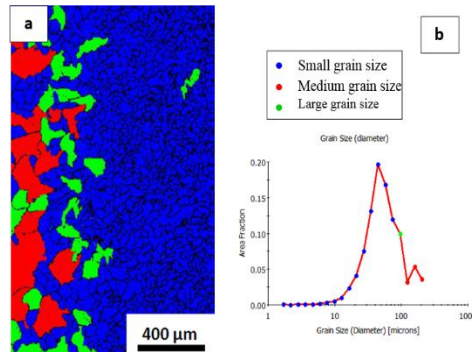 a
400 µm
b
Small grain size
Medium grain size
Large grain size
Grain Size (diameter)
0.20
0.15
0.10
0.05
0.00
Area Fraction
1 10 100 1000
Grain Size (Diameter) [microns]